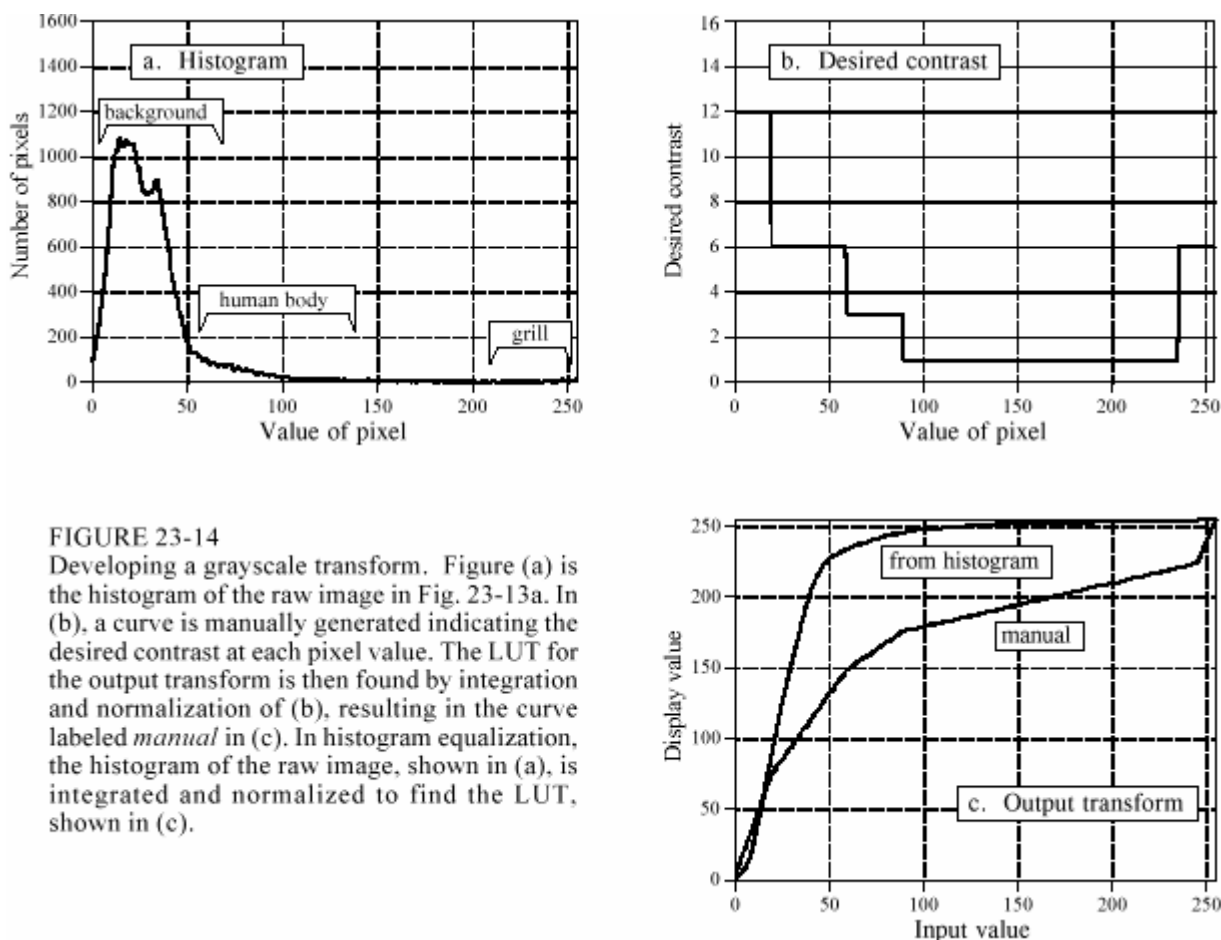 1600
1400
1200
1000
800
600
400
200
0
0 50 100 150 200 250
Value of pixel
Number of pixels
a. Histogram
background
human body
grill
16
14
12
10
8
6
4
2
0
0 50 100 150 200 250
Value of pixel
Desired contrast
b. Desired contrast
FIGURE 23-14
Developing a grayscale transform. Figure (a) is
the histogram of the raw image in Fig. 23-13a. In
(b), a curve is manually generated indicating the
desired contrast at each pixel value. The LUT for
the output transform is then found by integration
and normalization of (b), resulting in the curve
labeled manual in (c). In histogram equalization,
the histogram of the raw image, shown in (a), is
integrated and normalized to find the LUT,
shown in (c).
250
200
150
100
50
0
0 50 100 150 200 250
Input value
Display value
from histogram
manual
c. Output transform